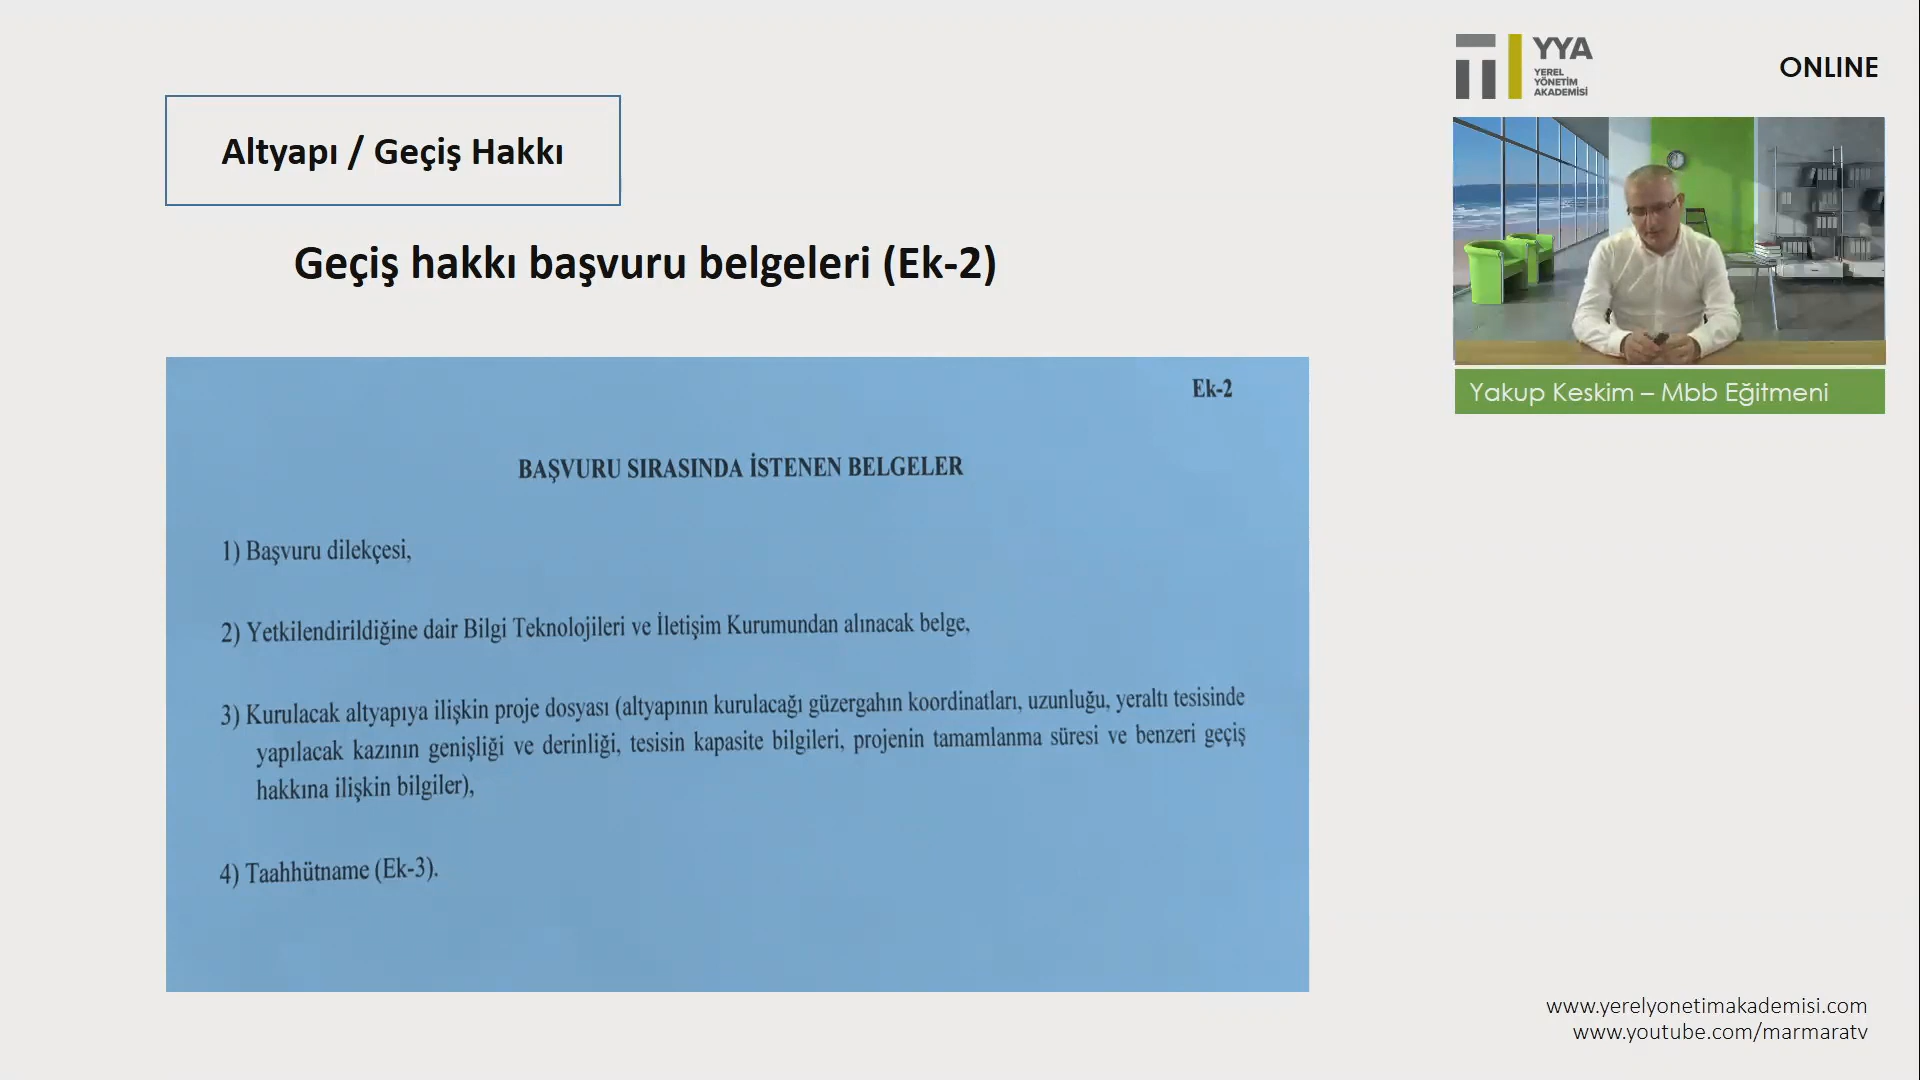 YYA
YEREL
YÖNETİM
AKADEMİSİ
ONLINE
Altyapı / Geçiş Hakkı
Geçiş hakkı başvuru belgeleri (Ek-2)
Yakup Keskim – Mbb Eğitmeni
Ek-2
BAŞVURU SIRASINDA İSTENEN BELGELER
1) Başvuru dilekçesi,
2) Yetkilendirildiğine dair Bilgi Teknolojileri ve İletişim Kurumundan alınacak belge,
3) Kurulacak altyapıya ilişkin proje dosyası (altyapının kurulacağı güzergahın koordinatları, uzunluğu, yeraltı tesisinde
yapılacak kazının genişliği ve derinliği, tesisin kapasite bilgileri, projenin tamamlanma süresi ve benzeri geçiş
hakkına ilişkin bilgiler),
4) Taahhütname (Ek-3).
www.yerelyonetimakademisi.com
www.youtube.com/marmaratv